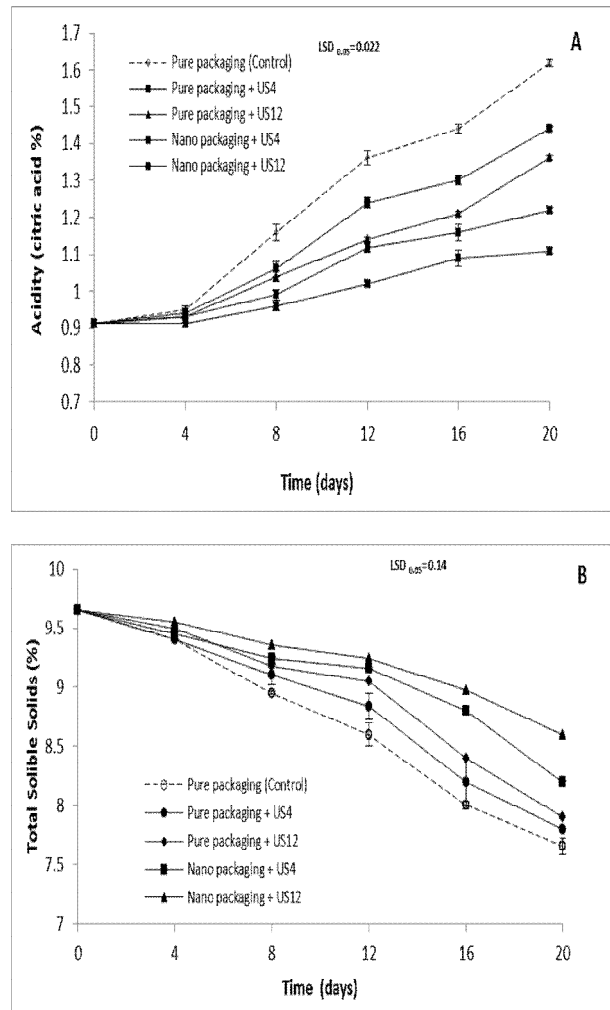 A
LSD 0.05=0.022
Pure packaging (Control)
Pure packaging + US4
Pure packaging + US12
Nano packaging + US4
Nano packaging + US12
1.7
1.6
1.5
1.4
1.3
1.2
1.1
1
0.9
0.8
0.7
Acidity (citric acid %)
0 4 8 12 16 20
Time (days)
B
LSD 0.05=0.14
10
9.5
9
8.5
8
7.5
7
Total Solible Solids (%)
Pure packaging (Control)
Pure packaging + US4
Pure packaging + US12
Nano packaging + US4
Nano packaging + US12
0 4 8 12 16 20
Time (days)